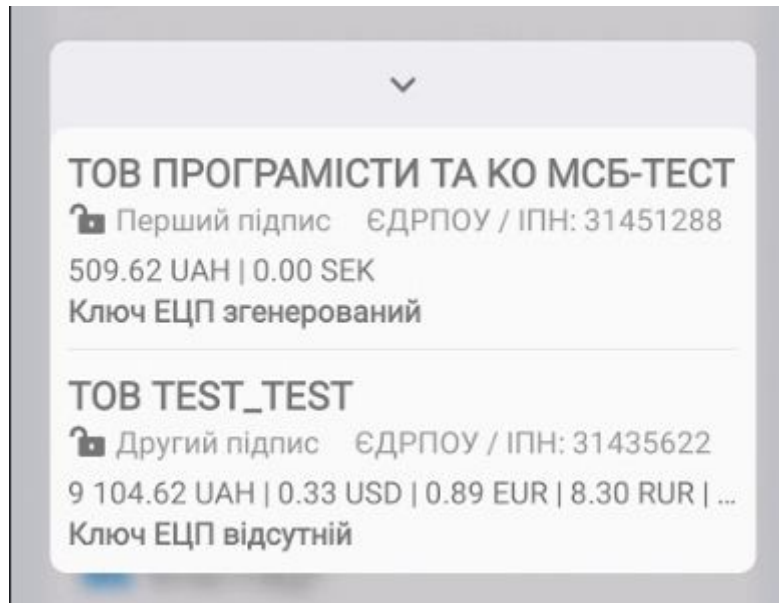 ТОВ ПРОГРАМІСТИ ТА КО МСБ-ТЕСТ
Перший підпис ЄДРПОУ / ІПН: 31451288
509.62 UAH | 0.00 SEK
Ключ ЕЦП згенерований
ТОВ TEST_TEST
Другий підпис ЄДРПОУ / ІПН: 31435622
9 104.62 UAH | 0.33 USD | 0.89 EUR | 8.30 RUR | ...
Ключ ЕЦП відсутній